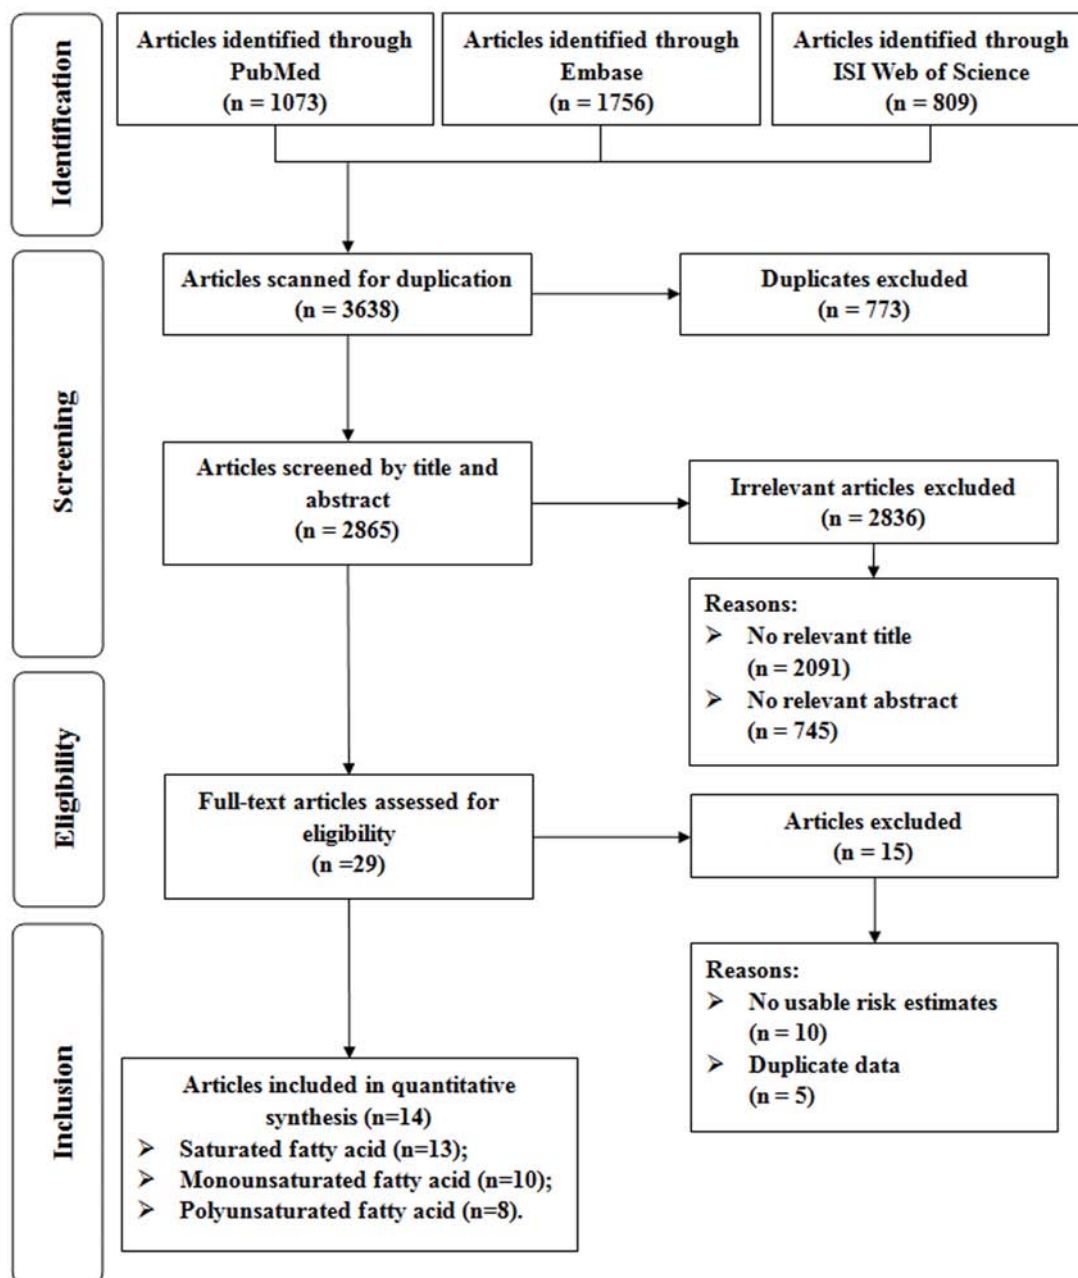 Identification
Articles identified through
PubMed
(n = 1073)
Articles identified through
Embase
(n = 1756)
Articles identified through
ISI Web of Science
(n = 809)
Screening
Articles scanned for duplication
(n = 3638)
Duplicates excluded
(n = 773)
Articles screened by title and
abstract
(n = 2865)
Irrelevant articles excluded
(n = 2836)
Reasons:
➢ No relevant title
(n = 2091)
➢ No relevant abstract
(n = 745)
Eligibility
Full-text articles assessed for
eligibility
(n =29)
Articles excluded
(n = 15)
Reasons:
➢ No usable risk estimates
(n = 10)
➢ Duplicate data
(n = 5)
Inclusion
Articles included in quantitative
synthesis (n=14)
➢ Saturated fatty acid (n=13);
➢ Monounsaturated fatty acid (n=10);
➢ Polyunsaturated fatty acid (n=8).